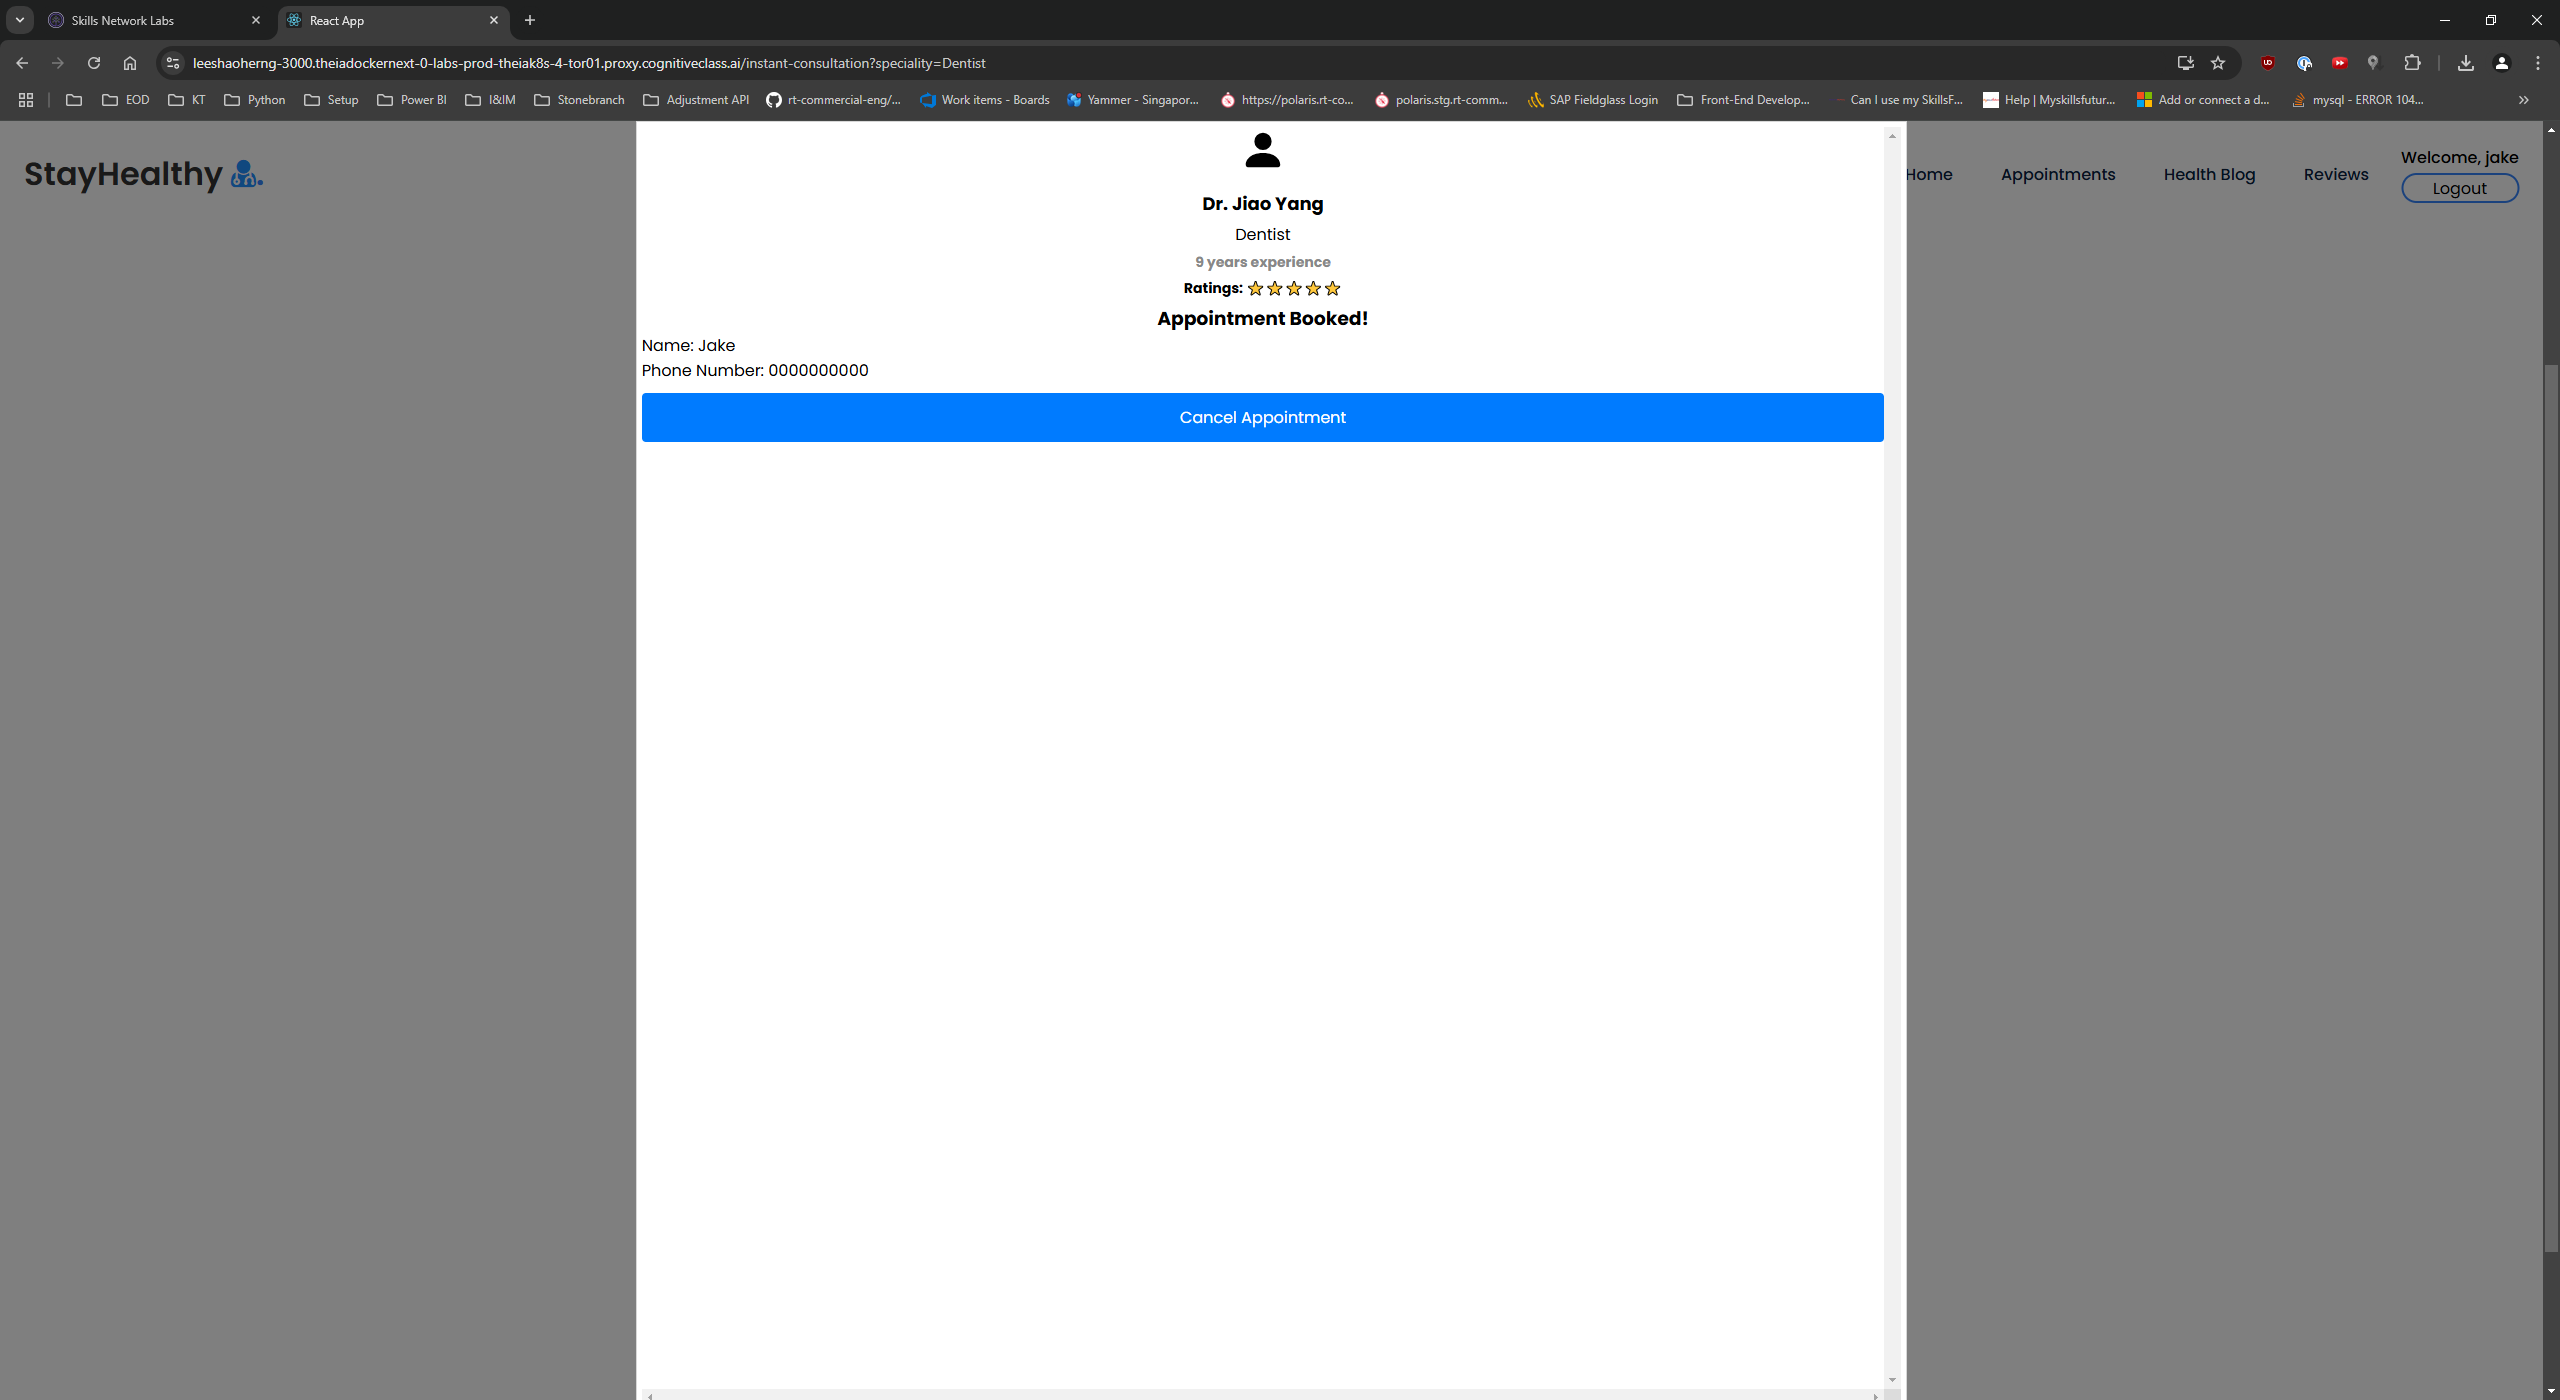 Skills Network Labs
React App
leeshaoherng-3000.theiadockernext-0-labs-prod-theiak8s-4-tor01.proxy.cognitiveclass.ai/instant-consultation?speciality=Dentist
EOD KT Python Setup Power BI I&IM Stonebranch Adjustment API rt-commercial-eng/... Work items - Boards Yammer - Singapor... https://polaris.rt-co... polaris.stg.rt-comm... SAP Fieldglass Login Front-End Develop... Can I use my SkillsF... Help | Myskillsfutur... Add or connect a d... mysql - ERROR 104...
StayHealthy
Home Appointments Health Blog Reviews
Welcome, jake
Logout
Dr. Jiao Yang
Dentist
9 years experience
Ratings:
Appointment Booked!
Name: Jake
Phone Number: 0000000000
Cancel Appointment